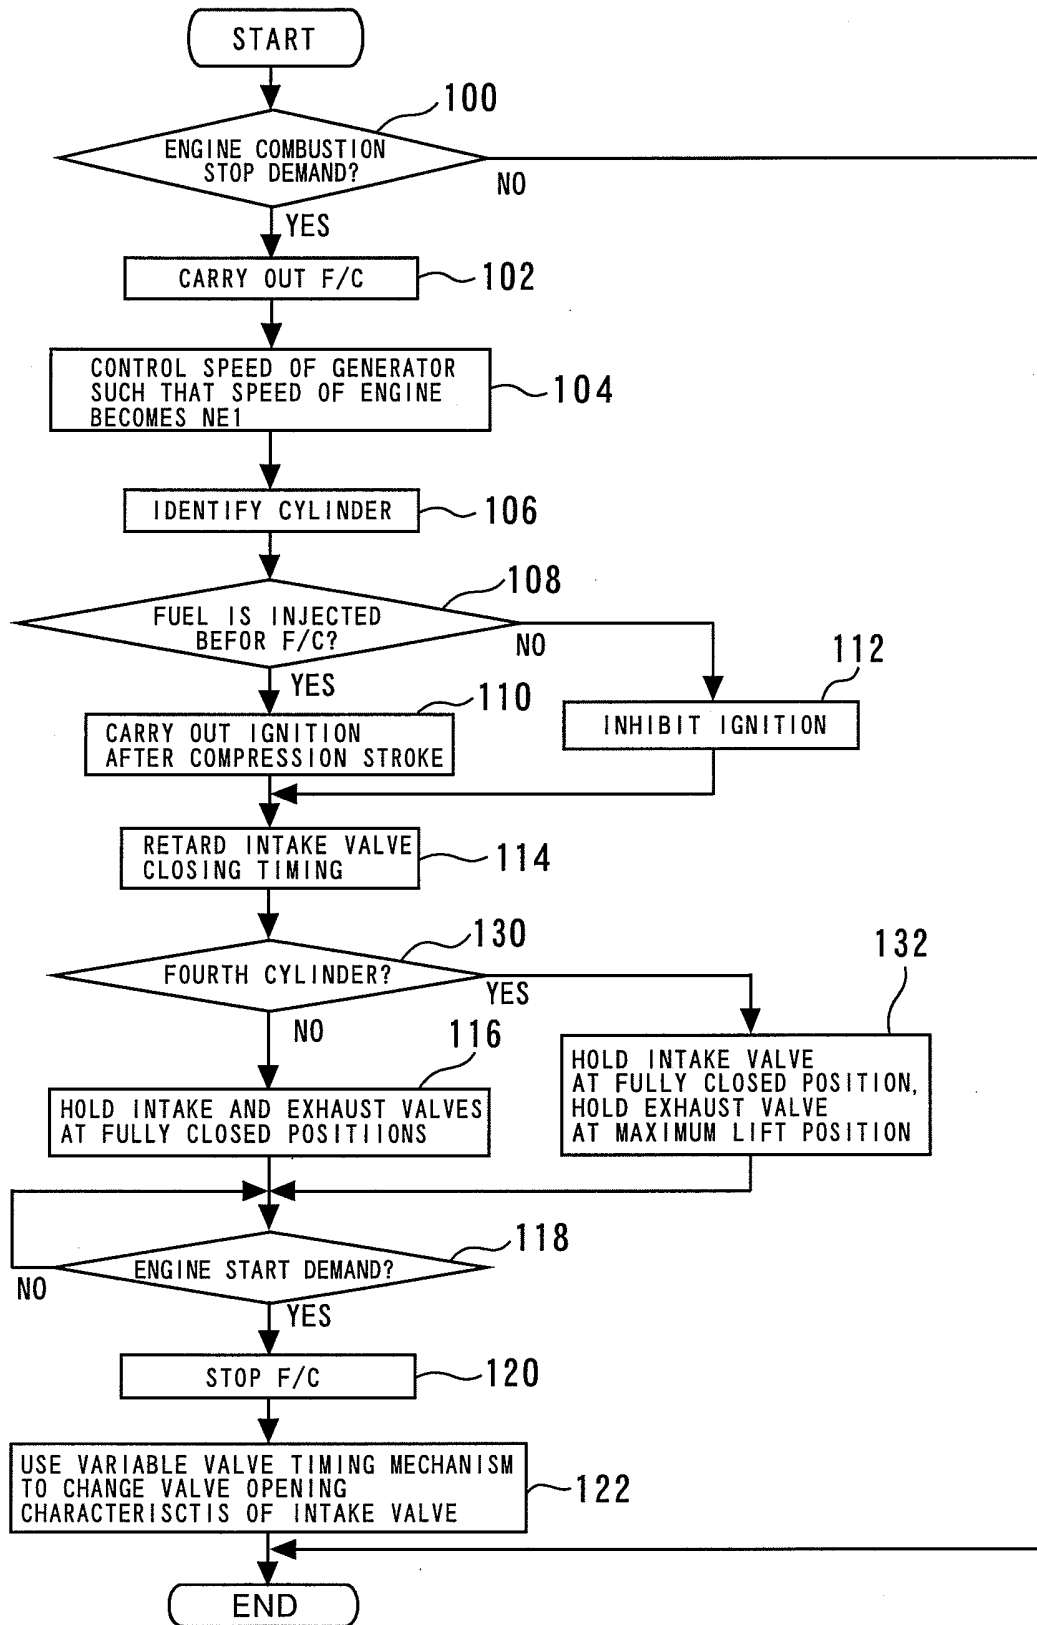 START
100
ENGINE COMBUSTION
STOP DEMAND?
NO
YES
CARRY OUT F/C
102
CONTROL SPEED OF GENERATOR
SUCH THAT SPEED OF ENGINE
BECOMES NE1
104
IDENTIFY CYLINDER
106
108
FUEL IS INJECTED
BEFOR F/C?
NO
YES
112
110
CARRY OUT IGNITION
AFTER COMPRESSION STROKE
INHIBIT IGNITION
RETARD INTAKE VALVE
CLOSING TIMING
114
130
132
FOURTH CYLINDER?
YES
NO
116
HOLD INTAKE VALVE
AT FULLY CLOSED POSITION,
HOLD EXHAUST VALVE
AT MAXIMUM LIFT POSITION
HOLD INTAKE AND EXHAUST VALVES
AT FULLY CLOSED POSITIIONS
118
ENGINE START DEMAND?
NO
YES
STOP F/C
120
USE VARIABLE VALVE TIMING MECHANISM
TO CHANGE VALVE OPENING
CHARACTERISCTIS OF INTAKE VALVE
122
END